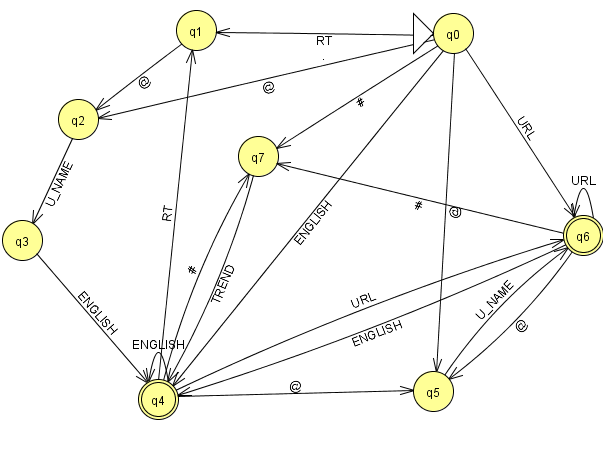 q1
RT
q0
.
@
@
#
URL
q2
q7
U_NAME
URL
RT
ENGLISH
#
@
q3
q6
#
TREND
URL
U_NAME
ENGLISH
ENGLISH
@
ENGLISH
@
q4
q5